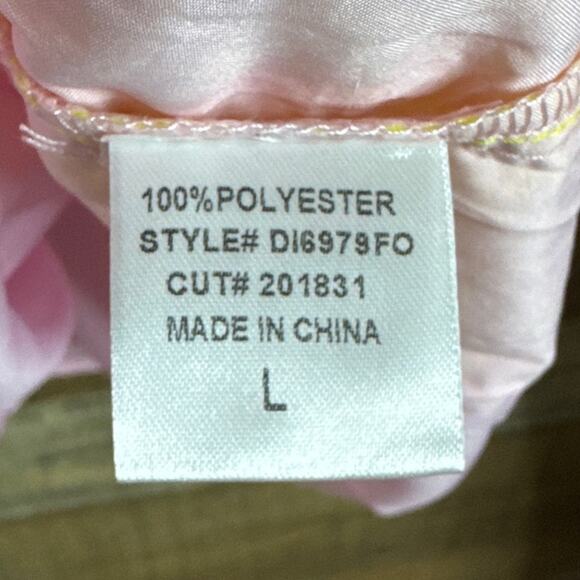 100%POLYESTER
STYLE# DI6979FO
CUT# 201831
MADE IN CHINA
L